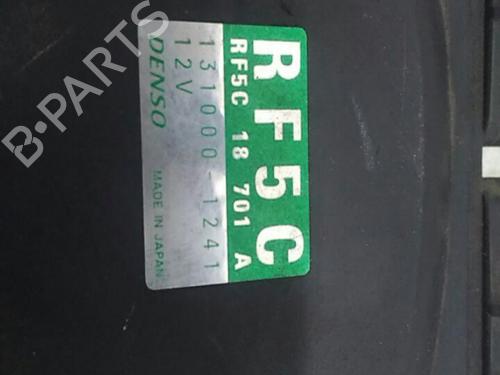 RF5C
RF5C 18 701 A
131000-1241
12V
DENSO
MADE IN JAPAN
B-PARTS